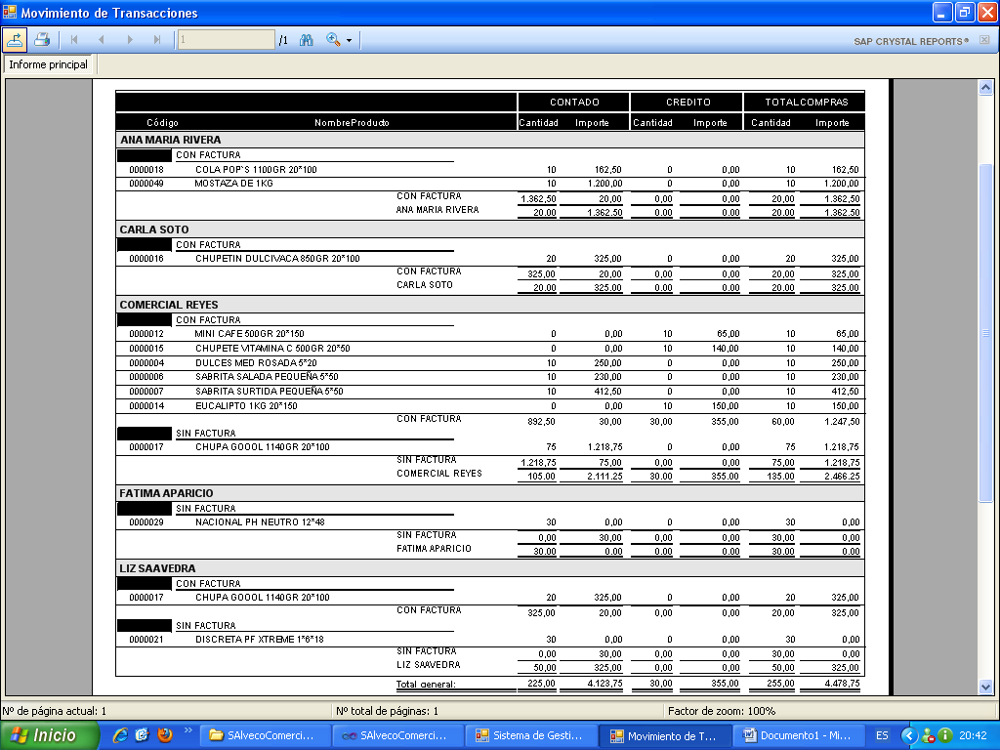 Movimiento de Transacciones
1 /1 SAP CRYSTAL REPORTS®
Informe principal
CONTADO CREDITO TOTALCOMPRAS
Código NombreProducto Cantidad Importe Cantidad Importe Cantidad Importe
ANA MARIA RIVERA
CON FACTURA
0000018 COLA POP`S 1100GR 20*100 10 162,50 0 0,00 10 162,50
0000049 MOSTAZA DE 1KG 10 1.200,00 0 0,00 10 1.200,00
CON FACTURA 1.362,50 20,00 0,00 0,00 20,00 1.362,50
ANA MARIA RIVERA 20.00 1.362.50 0.00 0.00 20.00 1.362.50
CARLA SOTO
CON FACTURA
0000016 CHUPETIN DULCIVACA 850GR 20*100 20 325,00 0 0,00 20 325,00
CON FACTURA 325,00 20,00 0,00 0,00 20,00 325,00
CARLA SOTO 20.00 325.00 0.00 0.00 20.00 325.00
COMERCIAL REYES
CON FACTURA
0000012 MINI CAFE 500GR 20*150 0 0,00 10 65,00 10 65,00
0000015 CHUPETE VITAMINA C 500GR 20*50 0 0,00 10 140,00 10 140,00
0000004 DULCES MED ROSADA 5*20 10 250,00 0 0,00 10 250,00
0000006 SABRITA SALADA PEQUEÑA 5*50 10 230,00 0 0,00 10 230,00
0000007 SABRITA SURTIDA PEQUEÑA 5*50 10 412,50 0 0,00 10 412,50
0000014 EUCALIPTO 1KG 20*150 0 0,00 10 150,00 10 150,00
CON FACTURA 892,50 30,00 30,00 355,00 60,00 1.247,50
SIN FACTURA
0000017 CHUPA GOOOL 1140GR 20*100 75 1.218,75 0 0,00 75 1.218,75
SIN FACTURA 1.218,75 75,00 0,00 0,00 75,00 1.218,75
COMERCIAL REYES 105.00 2.111.25 30.00 355.00 135.00 2.466.25
FATIMA APARICIO
SIN FACTURA
0000029 NACIONAL PH NEUTRO 12*48 30 0,00 0 0,00 30 0,00
SIN FACTURA 0,00 30,00 0,00 0,00 30,00 0,00
FATIMA APARICIO 30.00 0.00 0.00 0.00 30.00 0.00
LIZ SAAVEDRA
CON FACTURA
0000017 CHUPA GOOOL 1140GR 20*100 20 325,00 0 0,00 20 325,00
CON FACTURA 325,00 20,00 0,00 0,00 20,00 325,00
SIN FACTURA
0000021 DISCRETA PF XTREME 1*6*18 30 0,00 0 0,00 30 0,00
SIN FACTURA 0,00 30,00 0,00 0,00 30,00 0,00
LIZ SAAVEDRA 50,00 325,00 0,00 0,00 50,00 325,00
Total general: 225,00 4.123,75 30,00 355,00 255,00 4.478,75
Nº de página actual: 1 Nº total de páginas: 1 Factor de zoom: 100%
Inicio » SAlvecoComerci... SAlvecoComerci... Sistema de Gesti... Movimiento de T... Documento1 - Mi... ES 20:42